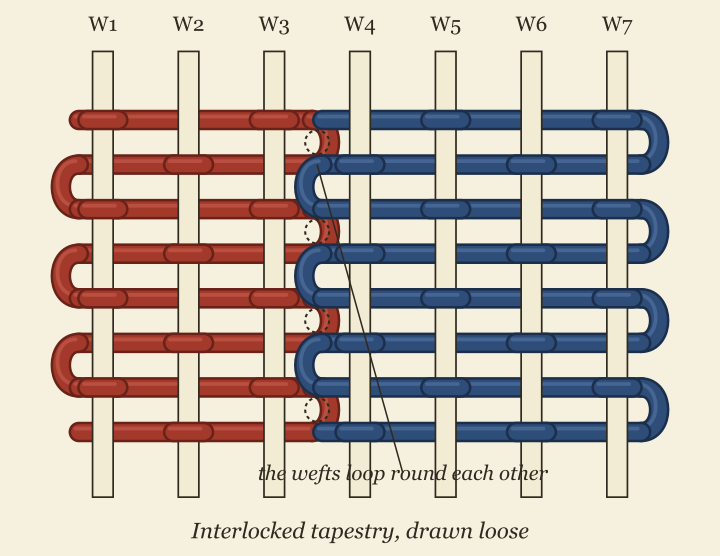 W1 W2 W3 W4 W5 W6 W7
the wefts loop round each other
Interlocked tapestry, drawn loose